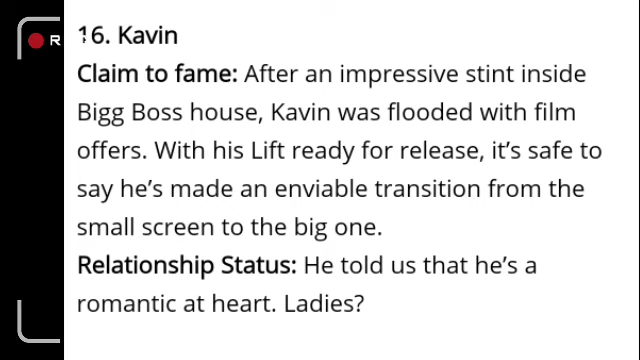 R
16. Kavin
Claim to fame: After an impressive stint inside
Bigg Boss house, Kavin was flooded with film
offers. With his Lift ready for release, it's safe to
say he's made an enviable transition from the
small screen to the big one.
Relationship Status: He told us that he's a
romantic at heart. Ladies?